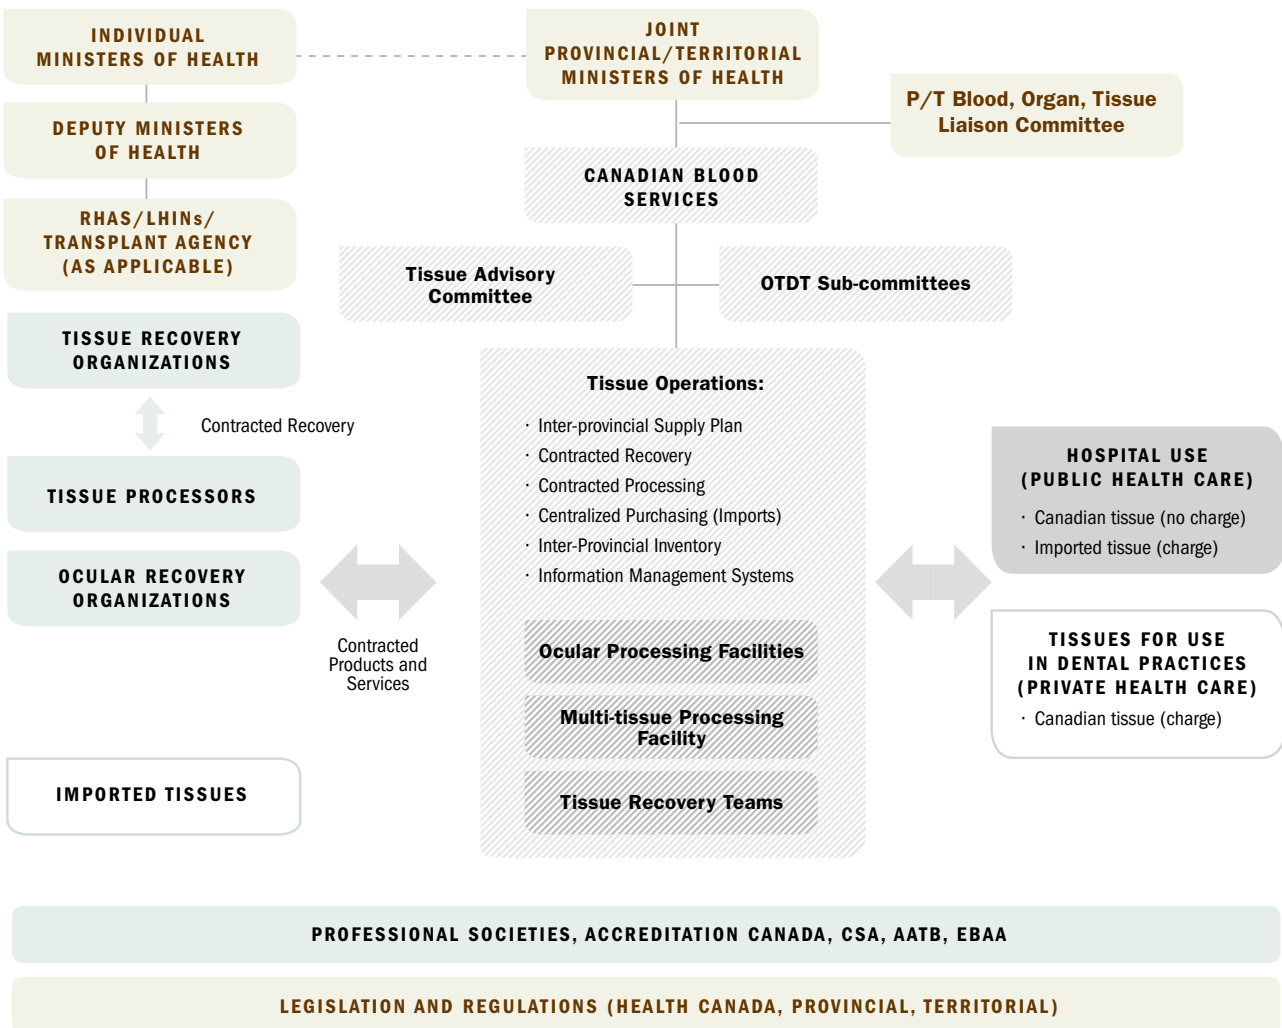 INDIVIDUAL
MINISTERS OF HEALTH
JOINT
PROVINCIAL/TERRITORIAL
MINISTERS OF HEALTH
P/T Blood, Organ, Tissue
Liaison Committee
DEPUTY MINISTERS
OF HEALTH
CANADIAN BLOOD
SERVICES
RHAS/LHINs/
TRANSPLANT AGENCY
(AS APPLICABLE)
Tissue Advisory
Committee
OTDT Sub-committees
TISSUE RECOVERY
ORGANIZATIONS
Contracted Recovery
TISSUE PROCESSORS
OCULAR RECOVERY
ORGANIZATIONS
Contracted
Products and
Services
IMPORTED TISSUES
Tissue Operations:
· Inter-provincial Supply Plan
· Contracted Recovery
· Contracted Processing
· Centralized Purchasing (Imports)
· Inter-Provincial Inventory
· Information Management Systems
Ocular Processing Facilities
Multi-tissue Processing
Facility
Tissue Recovery Teams
HOSPITAL USE
(PUBLIC HEALTH CARE)
· Canadian tissue (no charge)
· Imported tissue (charge)
TISSUES FOR USE
IN DENTAL PRACTICES
(PRIVATE HEALTH CARE)
· Canadian tissue (charge)
PROFESSIONAL SOCIETIES, ACCREDITATION CANADA, CSA, AATB, EBAA
LEGISLATION AND REGULATIONS (HEALTH CANADA, PROVINCIAL, TERRITORIAL)